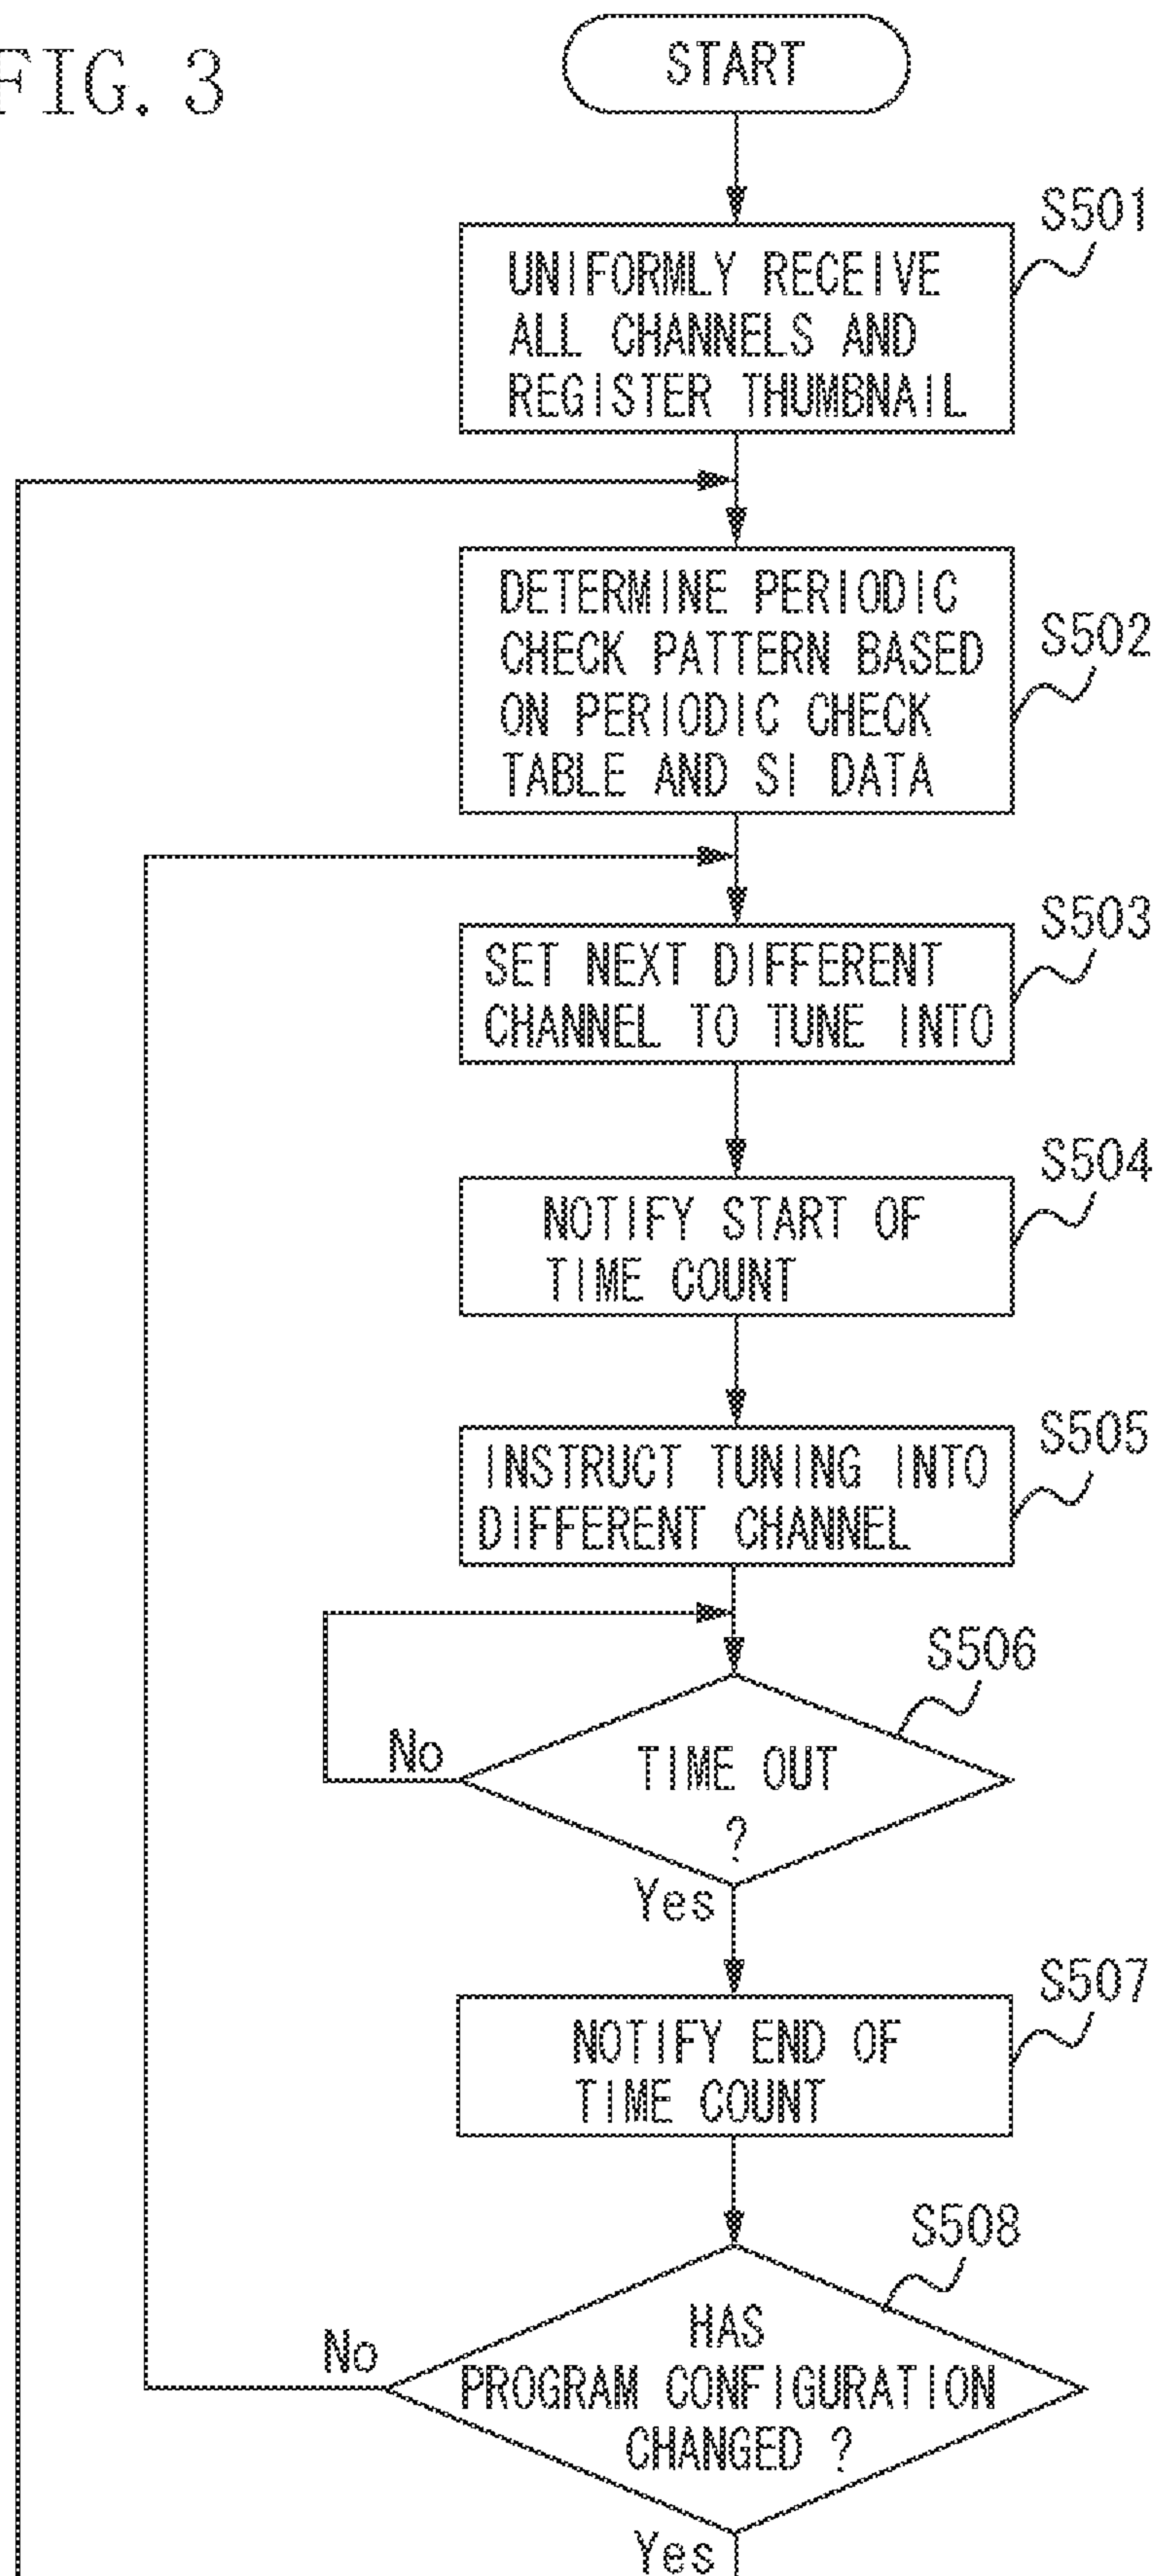 FIG. 3
START
S501
UNIFORMLY RECEIVE
ALL CHANNELS AND
REGISTER THUMBNAIL
S502
DETERMINE PERIODIC
CHECK PATTERN BASED
ON PERIODIC CHECK
TABLE AND SI DATA
S503
SET NEXT DIFFERENT
CHANNEL TO TUNE INTO
S504
NOTIFY START OF
TIME COUNT
S505
INSTRUCT TUNING INTO
DIFFERENT CHANNEL
S506
No
TIME OUT
?
Yes
S507
NOTIFY END OF
TIME COUNT
S508
No
HAS
PROGRAM CONFIGURATION
CHANGED ?
Yes